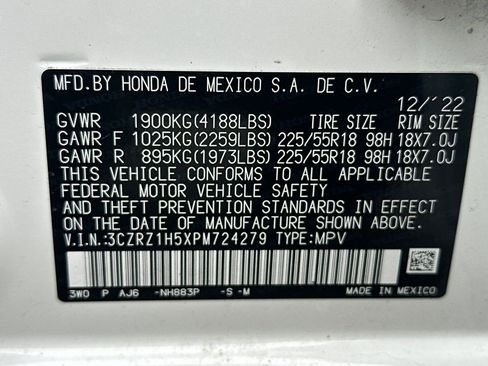 MFD.BY HONDA DE MEXICO S.A. DE C.V.
12/'22
GVWR 1900KG(4188LBS) TIRE SIZE RIM SIZE
GAWR F 1025KG(2259LBS) 225/55R18 98H 18X7.0J
GAWR R 895KG(1973LBS) 225/55R18 98H 18X7.0J
THIS VEHICLE CONFORMS TO ALL APPLICABLE
FEDERAL MOTOR VEHICLE SAFETY
AND THEFT PREVENTION STANDARDS IN EFFECT
ON THE DATE OF MANUFACTURE SHOWN ABOVE.
V.I.N:3CZRZ1H5XPM724279 TYPE:MPV
3W0 P AJ6 -NH883P -S -M MADE IN MEXICO